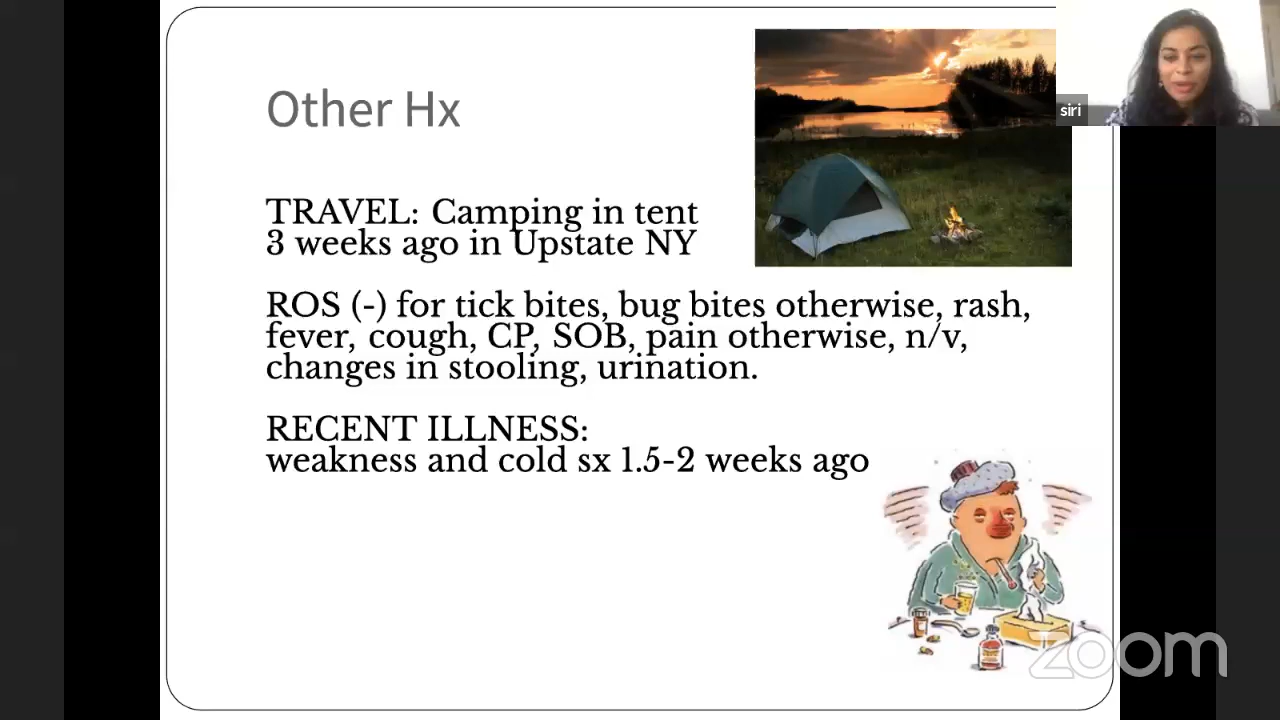 Other Hx
siri
TRAVEL: Camping in tent
3 weeks ago in Upstate NY
ROS (-) for tick bites, bug bites otherwise, rash,
fever, cough, CP, SOB, pain otherwise, n/v,
changes in stooling, urination.
RECENT ILLNESS:
weakness and cold sx 1.5-2 weeks ago
zoom